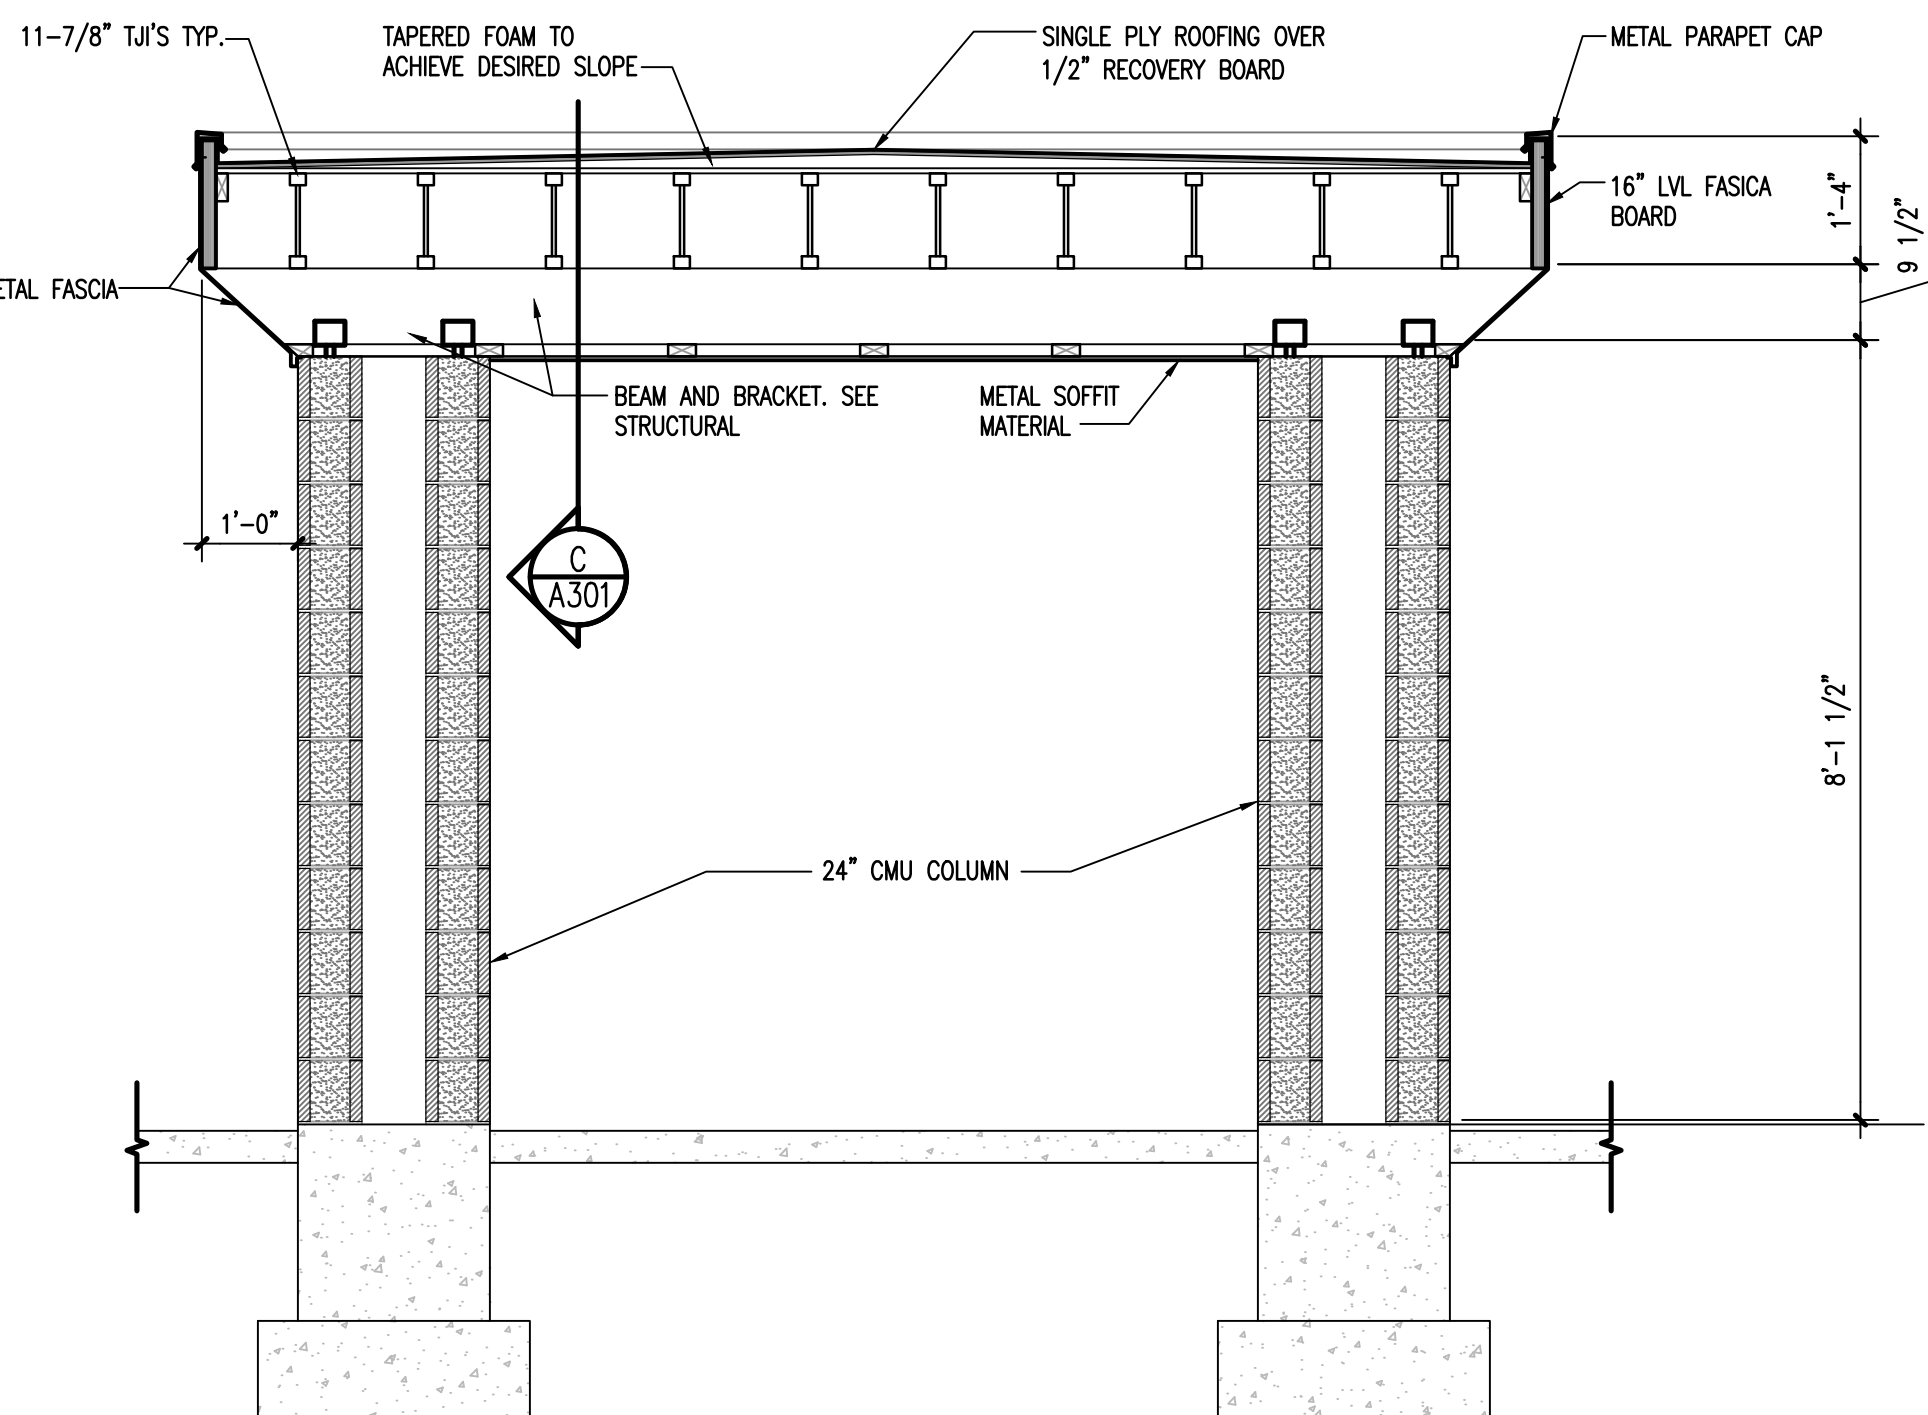 11-7/8" TJI'S TYP.
TAPERED FOAM TO
ACHIEVE DESIRED SLOPE
SINGLE PLY ROOFING OVER
1/2" RECOVERY BOARD
METAL PARAPET CAP
16" LVL FASICA
BOARD
1'-4"
9 1/2"
FASCIA
BEAM AND BRACKET. SEE
STRUCTURAL
METAL SOFFIT
MATERIAL
1'-0"
C
A301
8'-1 1/2"
24" CMU COLUMN